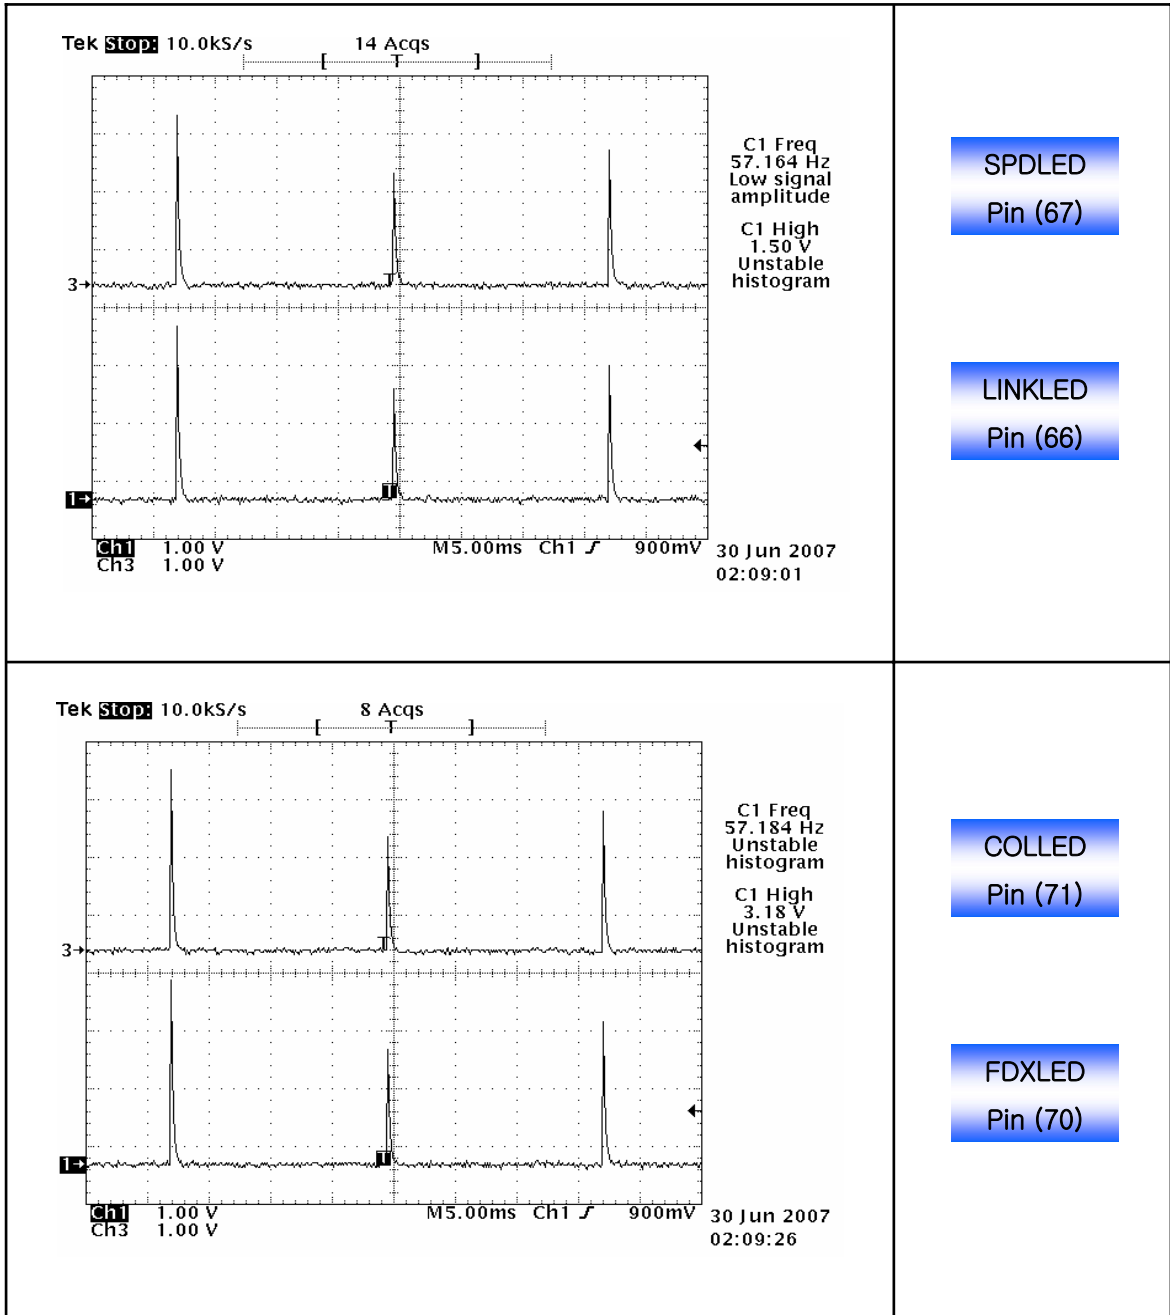 Tek Stop: 10.0kS/s 14 Acqs
[ T ]
C1 Freq
57.164 Hz
Low signal
amplitude
C1 High
1.50 V
Unstable
histogram
3
T
1
T
Ch1 1.00 V M5.00ms Ch1 900mV
Ch3 1.00 V
30 Jun 2007
02:09:01
SPDLED
Pin (67)
LINKLED
Pin (66)
Tek Stop: 10.0kS/s 8 Acqs
[ T ]
C1 Freq
57.184 Hz
Unstable
histogram
C1 High
3.18 V
Unstable
histogram
3
T
1
T
Ch1 1.00 V M5.00ms Ch1 900mV
Ch3 1.00 V
30 Jun 2007
02:09:26
COLLED
Pin (71)
FDXLED
Pin (70)